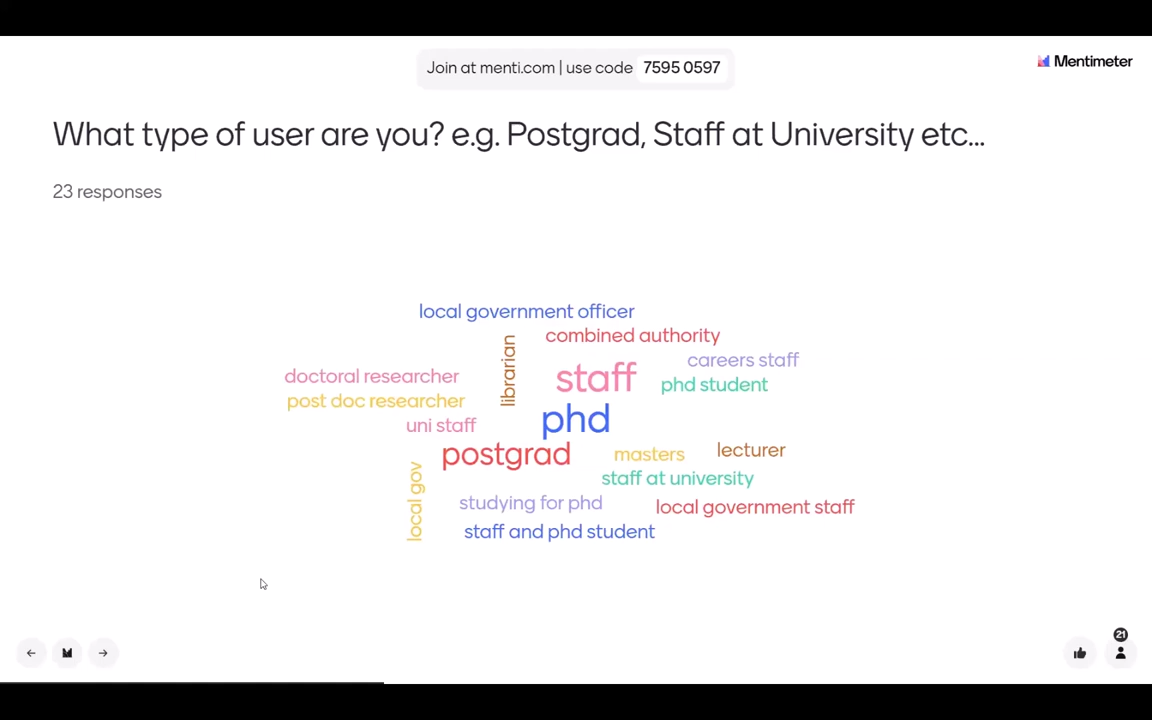 Join at menti.com | use code 7595 0597
Mentimeter
What type of user are you? e.g. Postgrad, Staff at University etc...
23 responses
local government officer
combined authority
librarian
careers staff
doctoral researcher
staff
phd student
post doc researcher
phd
uni staff
postgrad
masters
lecturer
local gov
staff at university
studying for phd
local government staff
staff and phd student
21